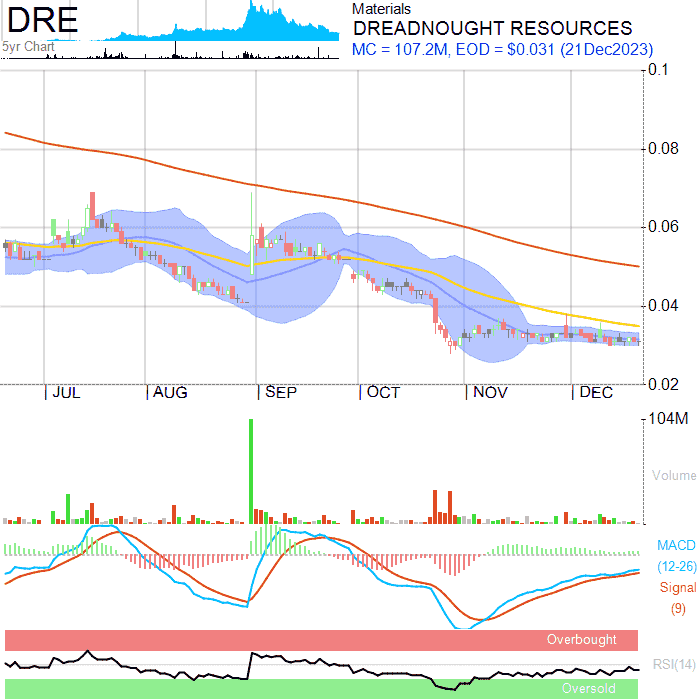 DRE
5yr Chart
Materials
DREADNOUGHT RESOURCES
MC = 107.2M, EOD = $0.031 (21Dec2023)
0.1
0.08
0.06
0.04
0.02
JUL AUG SEP OCT NOV DEC
104M
Volume
MACD
(12-26)
Signal
(9)
Overbought
RSI(14)
Oversold